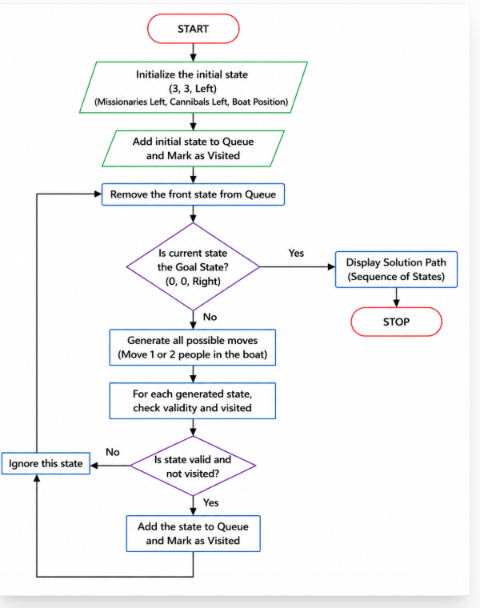 START
Initialize the initial state
(3, 3, Left)
(Missionaries Left, Cannibals Left, Boat Position)
Add initial state to Queue
and Mark as Visited
Remove the front state from Queue
Is current state
the Goal State?
(0, 0, Right)
Yes
Display Solution Path
(Sequence of States)
STOP
No
Generate all possible moves
(Move 1 or 2 people in the boat)
For each generated state,
check validity and visited
Is state valid and
not visited?
No
Ignore this state
Yes
Add the state to Queue
and Mark as Visited